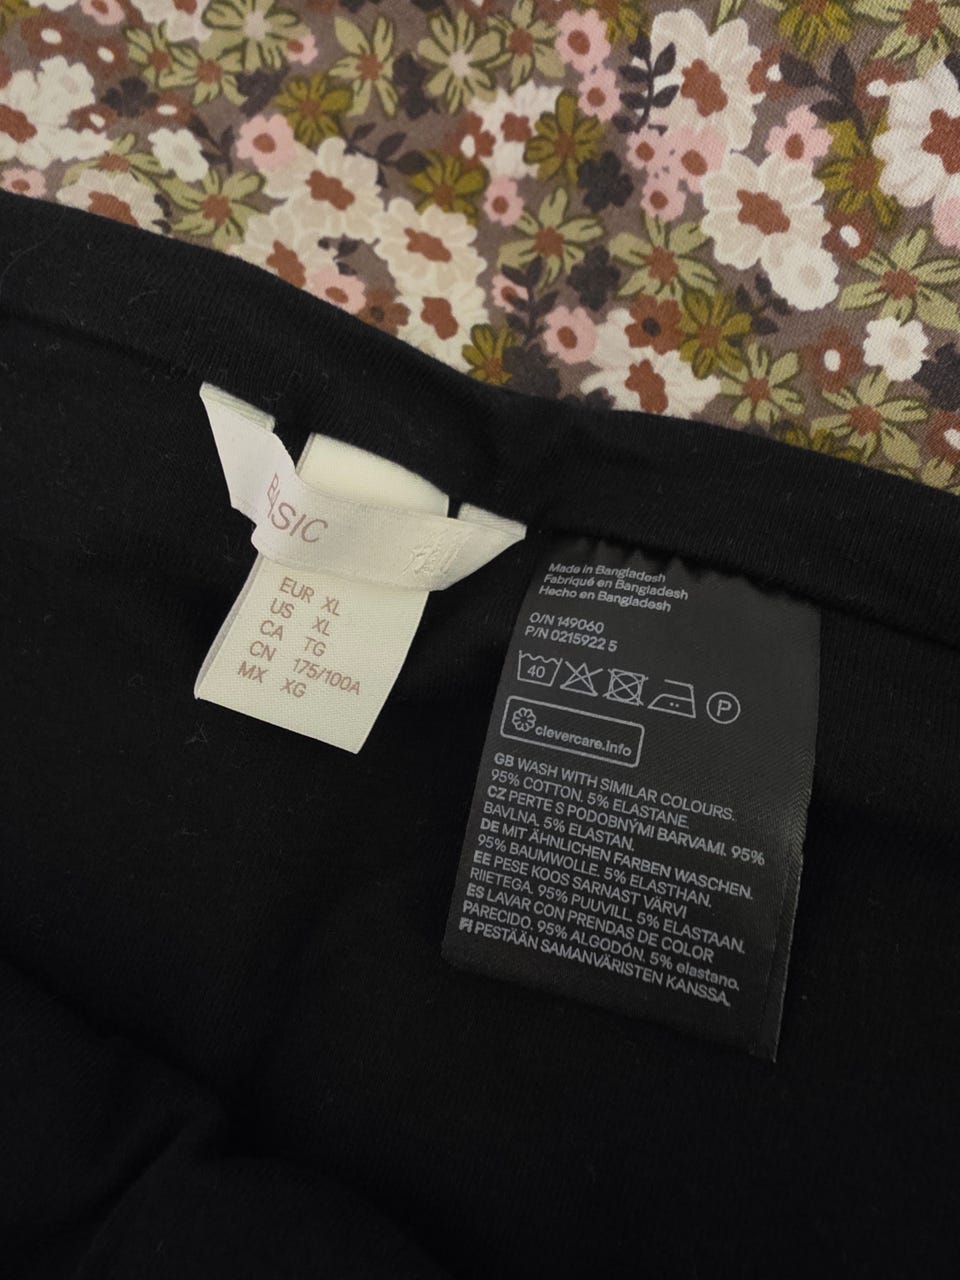 BASIC
H&M
EUR XL
US XL
CA TG
CN 175/100A
MX XG
Made in Bangladesh
Fabriqué en Bangladesh
Hecho en Bangladesh
O/N 149060
P/N 0215922 5
40
P
clevercare.info
GB WASH WITH SIMILAR COLOURS.
95% COTTON. 5% ELASTANE.
CZ PERTE S PODOBNÝMI BARVAMI. 95%
BAVLNA. 5% ELASTAN.
DE MIT ÄHNLICHEN FARBEN WASCHEN.
95% BAUMWOLLE. 5% ELASTHAN.
EE PESE KOOS SARNAST VÄRVI
RIIETEGA. 95% PUUVILL. 5% ELASTAAN.
ES LAVAR CON PRENDAS DE COLOR
PARECIDO. 95% ALGODÓN. 5% elastano.
FI PESTÄÄN SAMANVÄRISTEN KANSSA.